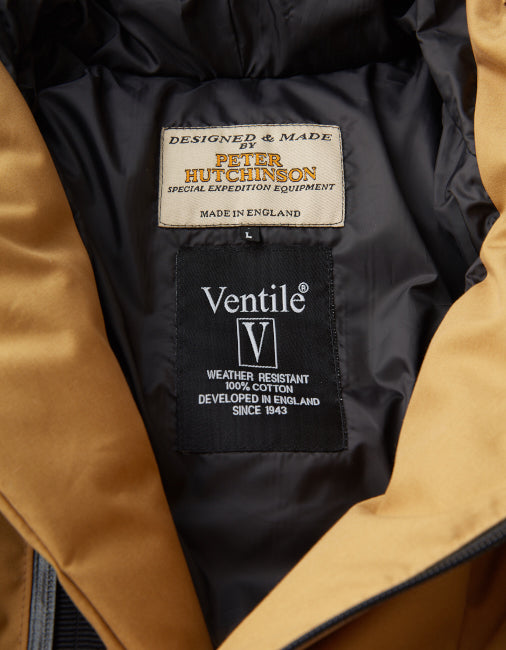 DESIGNED & MADE
BY
PETER
HUTCHINSON
SPECIAL EXPEDITION EQUIPMENT
MADE IN ENGLAND
L
Ventile®
V
WEATHER RESISTANT
100% COTTON
DEVELOPED IN ENGLAND
SINCE 1943